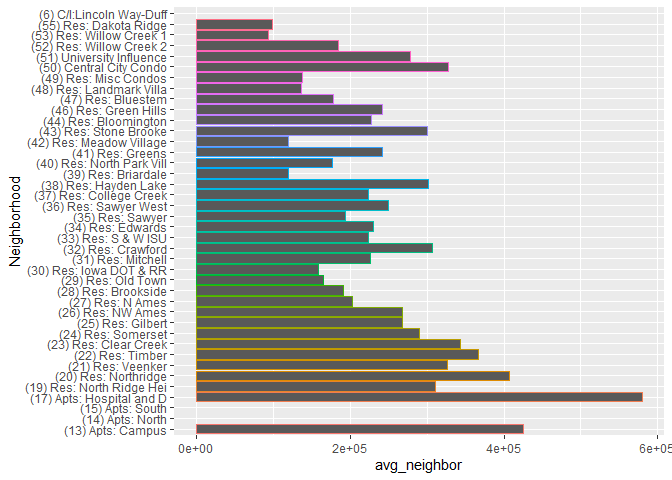 (6) C/I:Lincoln Way-Duff
(55) Res: Dakota Ridge
(53) Res: Willow Creek 1
(52) Res: Willow Creek 2
(51) University Influence
(50) Central City Condo
(49) Res: Misc Condos
(48) Res: Landmark Villa
(47) Res: Bluestem
(46) Res: Green Hills
(44) Res: Bloomington
(43) Res: Stone Brooke
(42) Res: Meadow Village
(41) Res: Greens
(40) Res: North Park Vill
(39) Res: Briardale
(38) Res: Hayden Lake
(37) Res: College Creek
(36) Res: Sawyer West
(35) Res: Sawyer
(34) Res: Edwards
(33) Res: S & W ISU
(32) Res: Crawford
(31) Res: Mitchell
(30) Res: Iowa DOT & RR
(29) Res: Old Town
(28) Res: Brookside
(27) Res: N Ames
(26) Res: NW Ames
(25) Res: Gilbert
(24) Res: Somerset
(23) Res: Clear Creek
(22) Res: Timber
(21) Res: Veenker
(20) Res: Northridge
(19) Res: North Ridge Hei
(17) Apts: Hospital and D
(15) Apts: South
(14) Apts: North
(13) Apts: Campus
Neighborhood
0e+00 2e+05 4e+05 6e+05
avg_neighbor